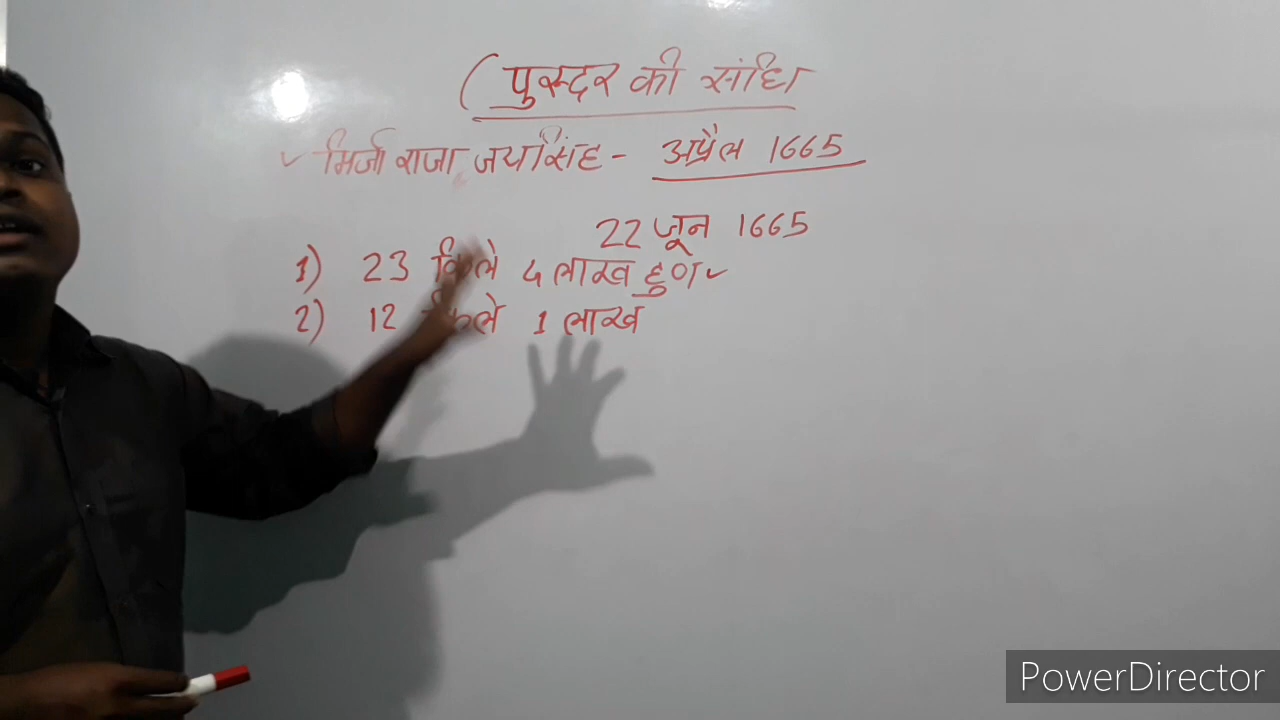 ( पुरन्दर की संधि
✓ मिर्जा राजा जयसिंह - अप्रैल 1665
22 जून 1665
1) 23 किले 4 लाख हुण ✓
2) 12 किले 1 लाख
PowerDirector